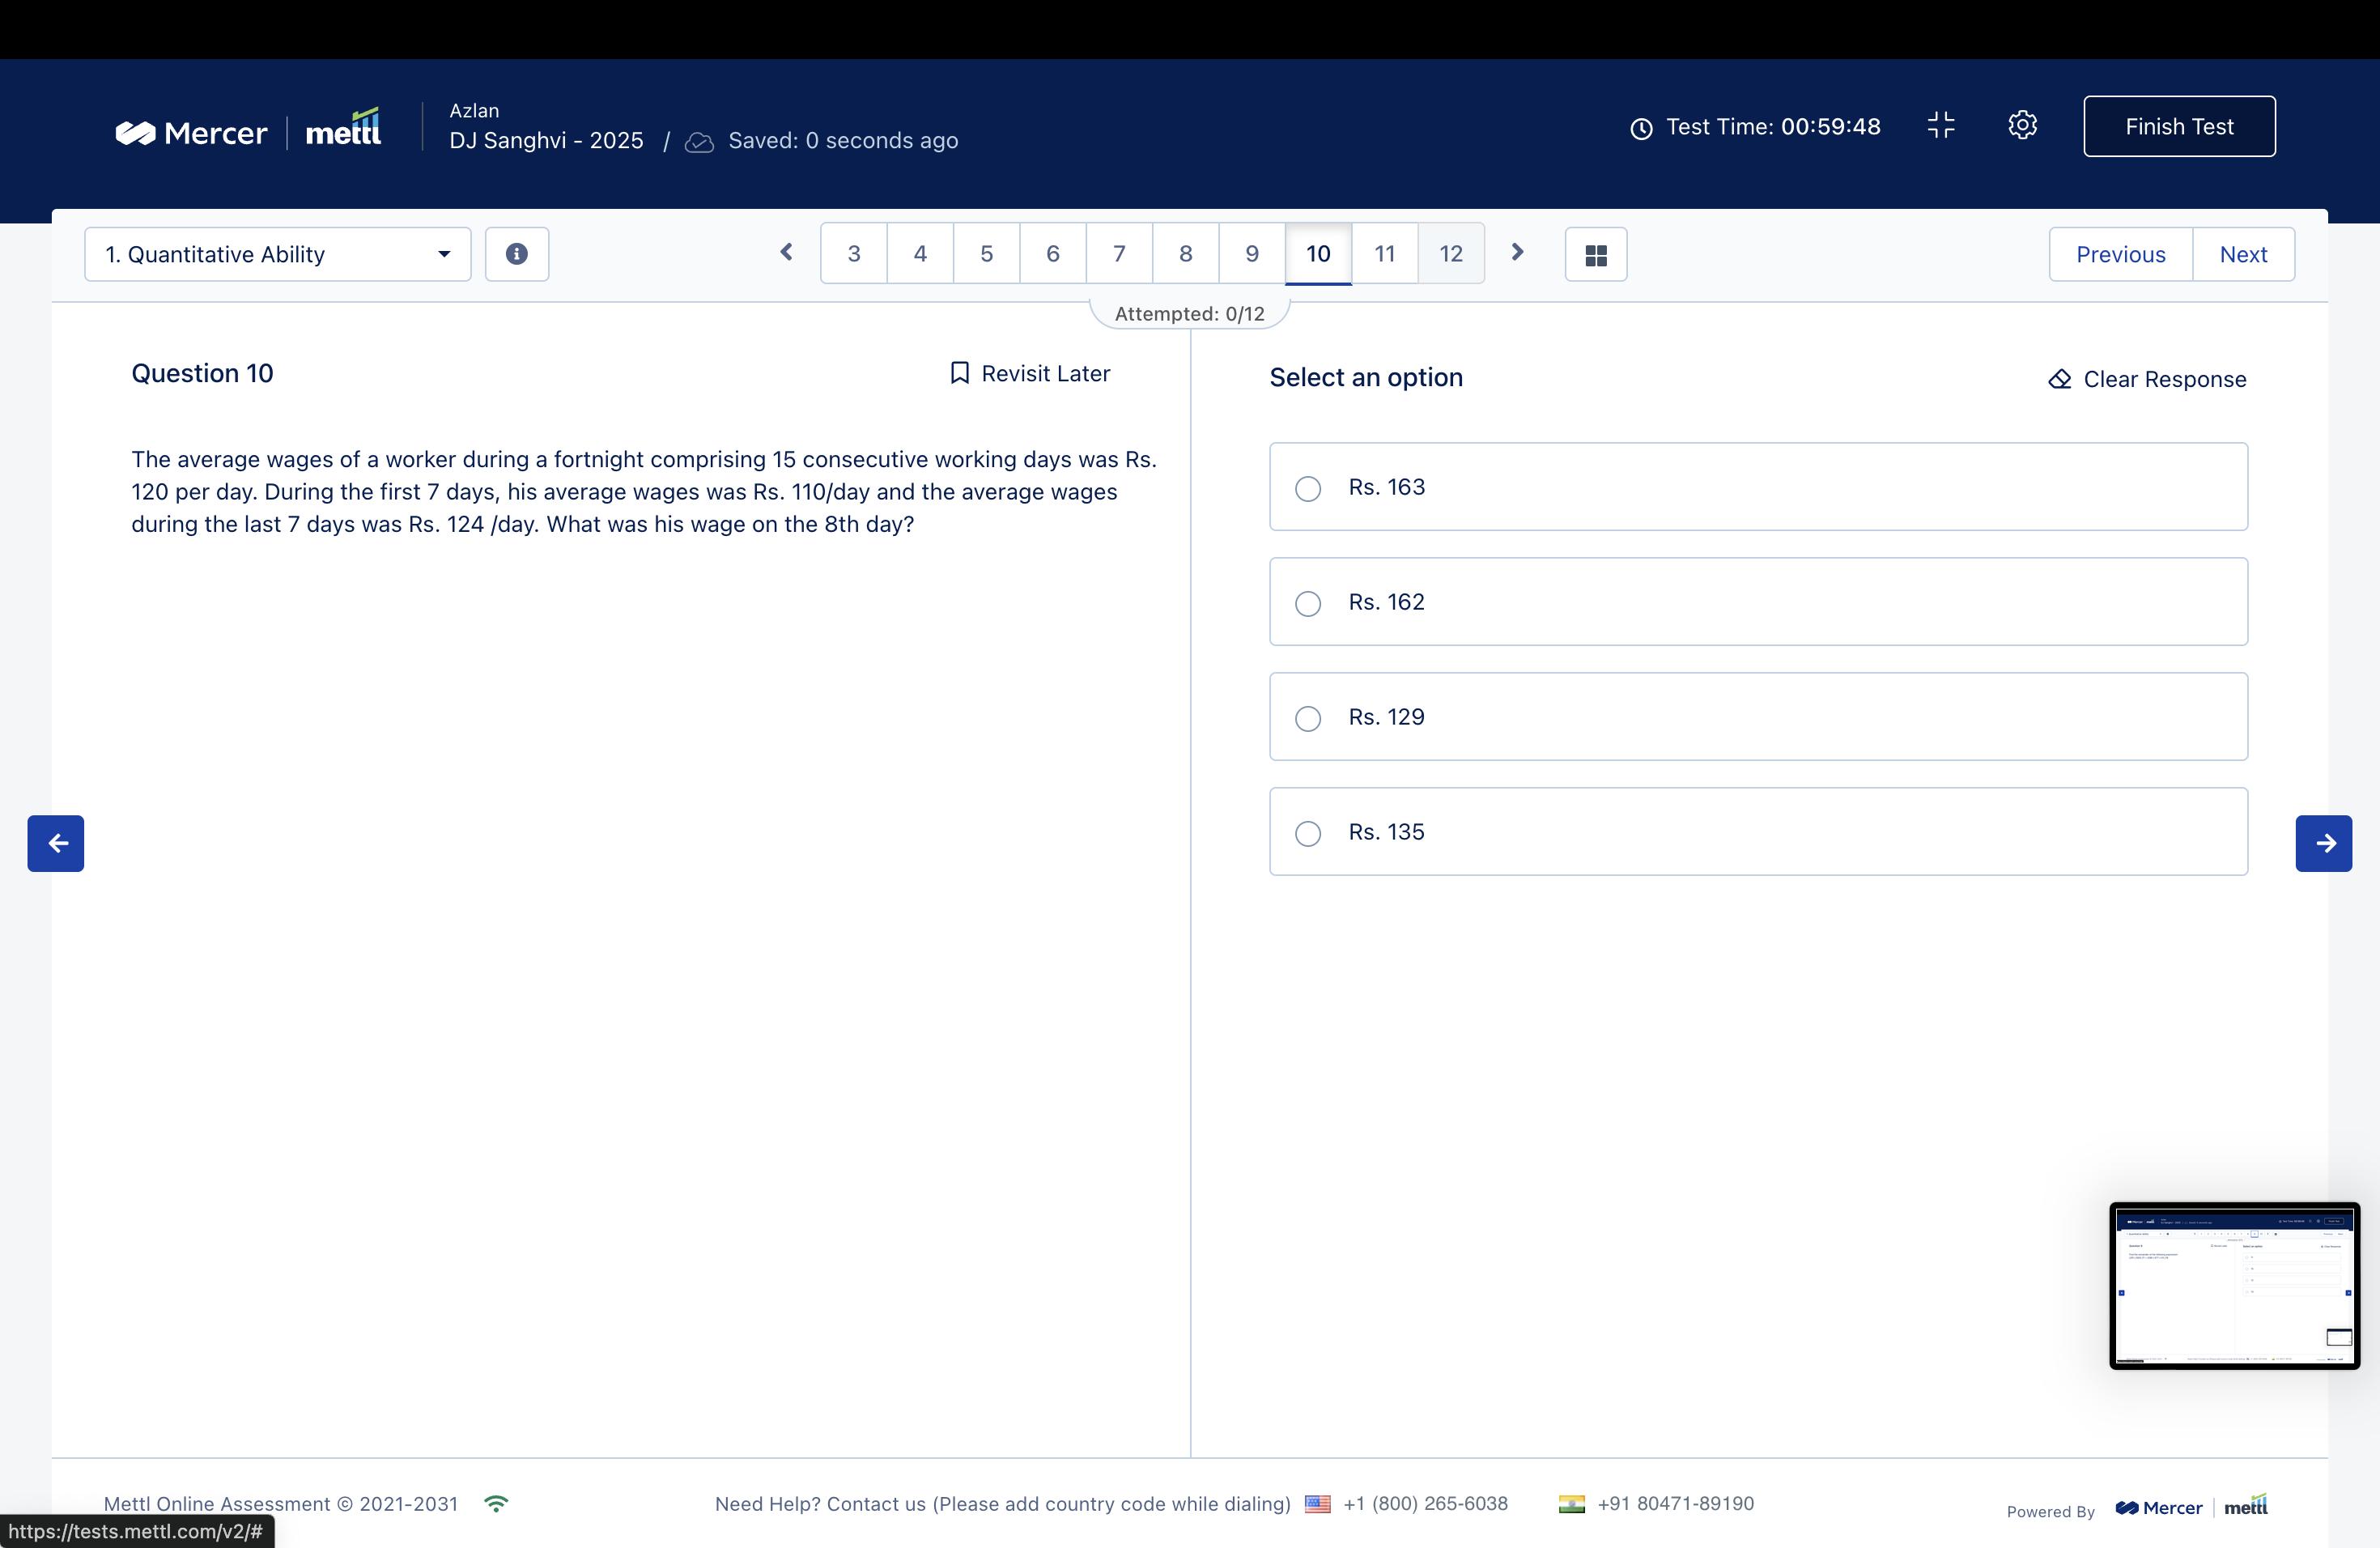 Mercer | mettl
Azlan
DJ Sanghvi - 2025 / Saved: 0 seconds ago
Test Time: 00:59:48
Finish Test
1. Quantitative Ability
3 4 5 6 7 8 9 10 11 12
Previous Next
Attempted: 0/12
Question 10
Revisit Later
The average wages of a worker during a fortnight comprising 15 consecutive working days was Rs.
120 per day. During the first 7 days, his average wages was Rs. 110/day and the average wages
during the last 7 days was Rs. 124 /day. What was his wage on the 8th day?
Select an option
Clear Response
Rs. 163
Rs. 162
Rs. 129
Rs. 135
Mettl Online Assessment © 2021-2031
Need Help? Contact us (Please add country code while dialing) +1 (800) 265-6038 +91 80471-89190
Powered By Mercer | mettl
https://tests.mettl.com/v2/#